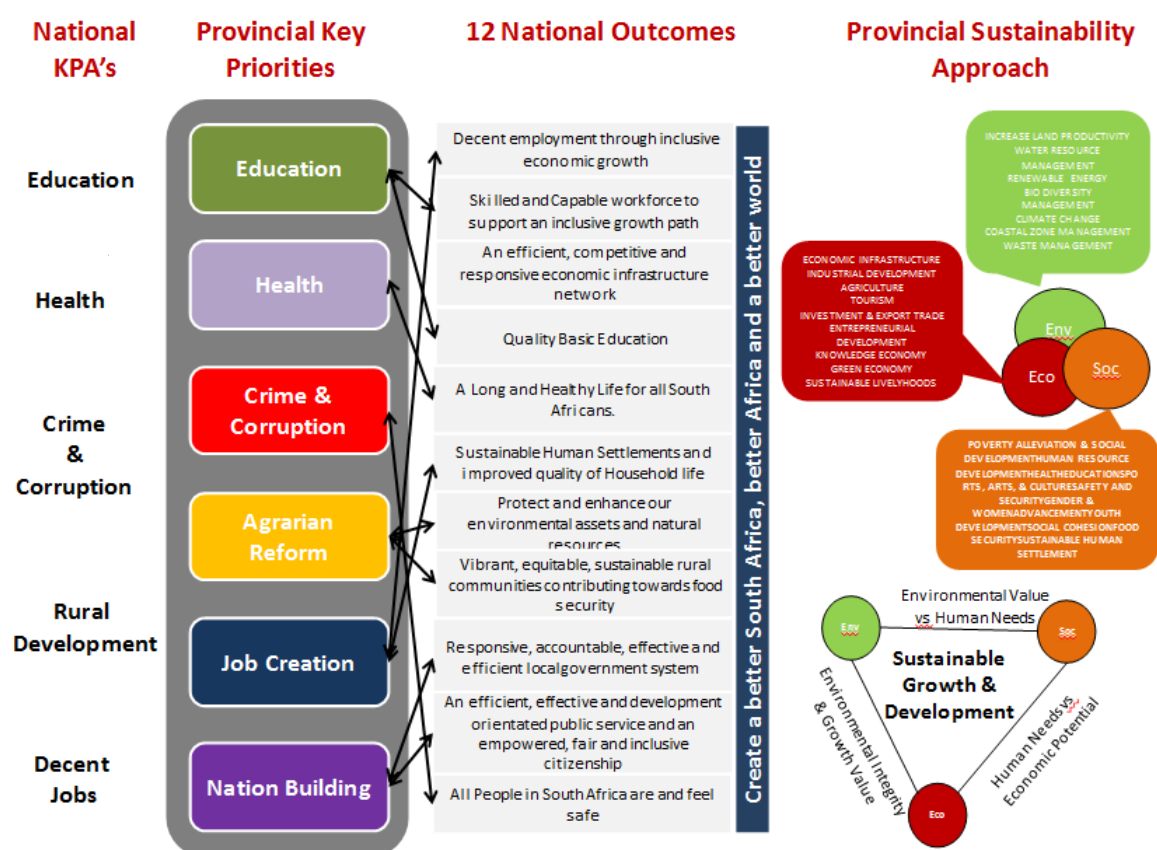 National
KPA's
Provincial Key
Priorities
12 National Outcomes
Provincial Sustainability
Approach
Education
Health
Crime
&
Corruption
Rural
Development
Decent
Jobs
Education
Health
Crime &
Corruption
Agrarian
Reform
Job Creation
Nation Building
Decent employment through inclusive
economic growth
Skilled and Capable workforce to
support an inclusive growth path
An efficient, competitive and
responsive economic infrastructure
network
Quality Basic Education
A Long and Healthy Life for all South
Africans.
Sustainable Human Settlements and
improved quality of Household life
Protect and enhance our
environmental assets and natural
resources
Vibrant, equitable, sustainable rural
communities contributing towards food
security
Responsive, accountable, effective and
efficient local government system
An efficient, effective and development
orientated public service and an
empowered, fair and inclusive
citizenship
All People in South Africa are and feel
safe
Create a better South Africa, better Africa and a better world
INCREASE LAND PRODUCTIVITY
WATER RESOURCE
MANAGEMENT
RENEWABLE ENERGY
BIO DIVERSITY
MANAGEMENT
CLIMATE CHANGE
COASTAL ZONE MANAGEMENT
WASTE MANAGEMENT
ECONOMIC INFRASTRUCTURE
INDUSTRIAL DEVELOPMENT
AGRICULTURE
TOURISM
INVESTMENT & EXPORT TRADE
ENTREPRENEURIAL
DEVELOPMENT
KNOWLEDGE ECONOMY
GREEN ECONOMY
SUSTAINABLE LIVELYHOODS
Env
Eco
Soc
POVERTY ALLEVIATION & SOCIAL
DEVELOPMENTHUMAN RESOURCE
DEVELOPMENTHEALTHEDUCATIONSPO
RTS, ARTS, & CULTURESAFETY AND
SECURITYGENDER &
WOMENADVANCEMENTYOUTH
DEVELOPMENTSOCIAL COHESIONFOOD
SECURITYSUSTAINABLE HUMAN
SETTLEMENT
Environmental Value
vs Human Needs
Env
Soc
Sustainable
Growth &
Development
Environmental Integrity
& Growth Value
Human Needs vs
Economic Potential
Eco